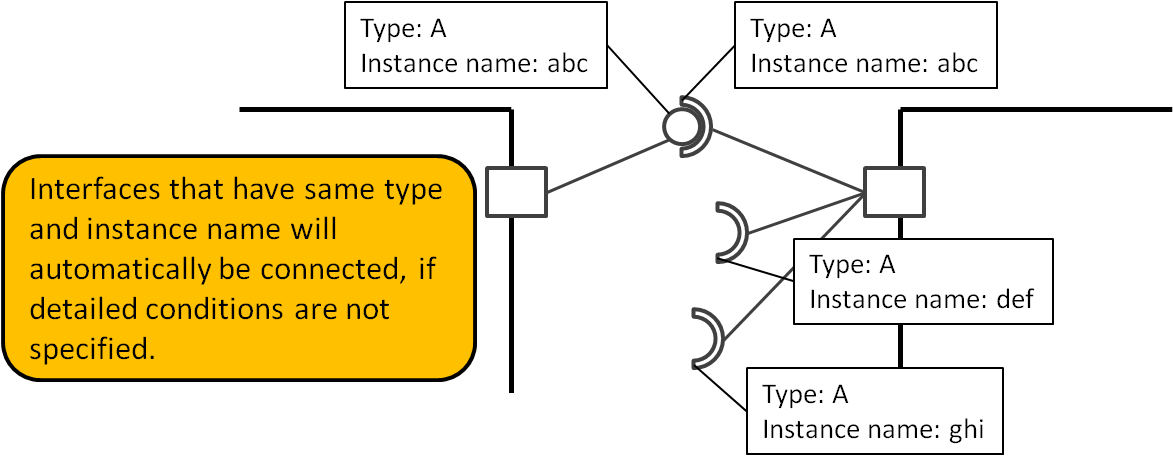 Type: A
Instance name: abc
Type: A
Instance name: abc
Interfaces that have same type
and instance name will
automatically be connected, if
detailed conditions are not
specified.
Type: A
Instance name: def
Type: A
Instance name: ghi